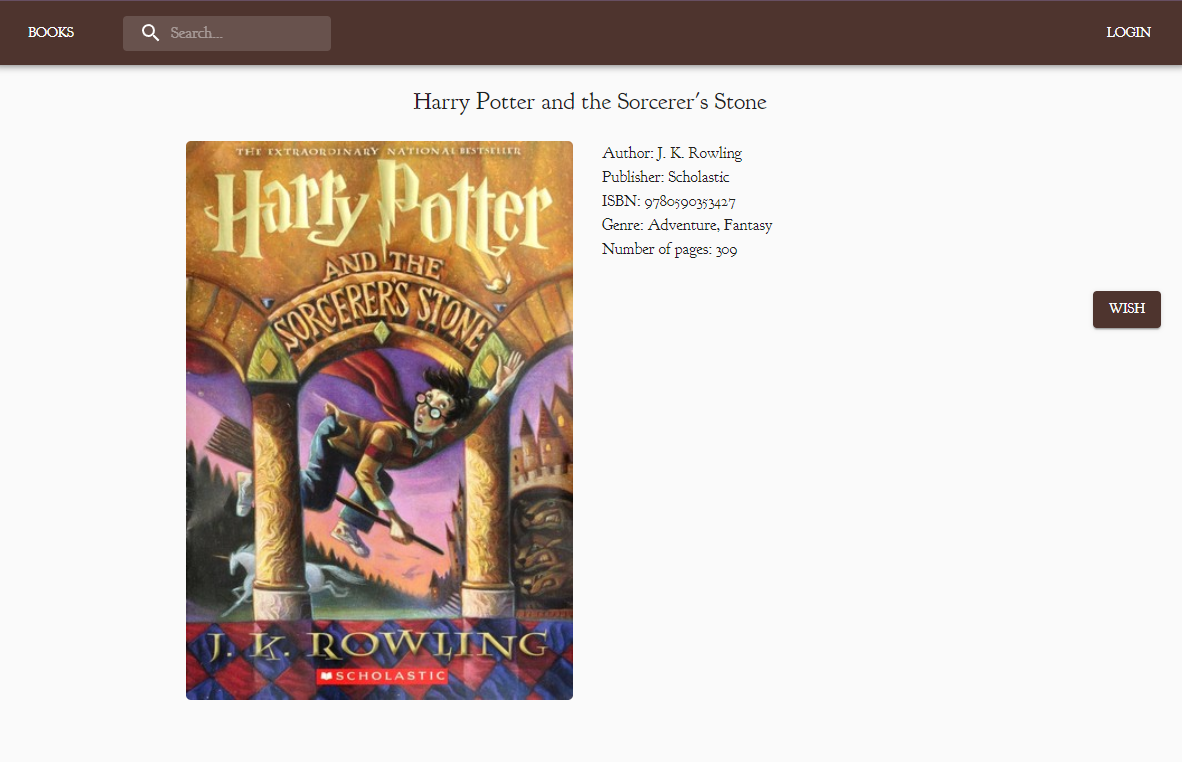 BOOKS
Search...
LOGIN
Harry Potter and the Sorcerer's Stone
THE EXTRAORDINARY NATIONAL BESTSELLER
Harry Potter
AND THE
SORCERER'S STONE
J. K. ROWLING
SCHOLASTIC
Author: J. K. Rowling
Publisher: Scholastic
ISBN: 9780590353427
Genre: Adventure, Fantasy
Number of pages: 309
WISH